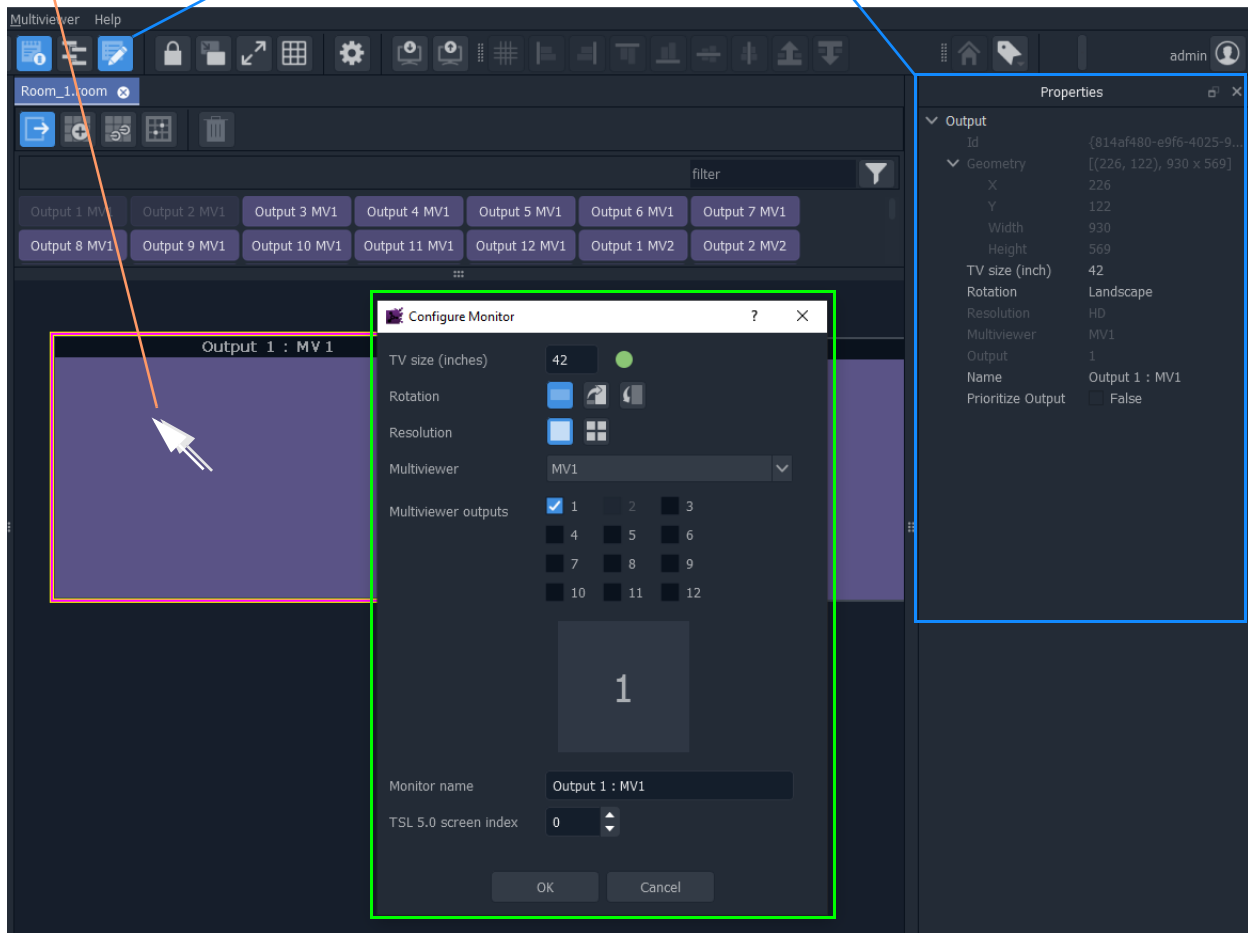 Multiviewer Help
admin
Room_1.room
filter
Output 1 MV1 Output 2 MV1 Output 3 MV1 Output 4 MV1 Output 5 MV1 Output 6 MV1 Output 7 MV1
Output 8 MV1 Output 9 MV1 Output 10 MV1 Output 11 MV1 Output 12 MV1 Output 1 MV2 Output 2 MV2
Output 1 : MV1
Configure Monitor ?
TV size (inches) 42
Rotation
Resolution
Multiviewer MV1
Multiviewer outputs 1 2 3
4 5 6
7 8 9
10 11 12
1
Monitor name Output 1 : MV1
TSL 5.0 screen index 0
OK Cancel
Properties
Output
Id {814af480-e9f6-4025-9...
Geometry [(226, 122), 930 x 569]
X 226
Y 122
Width 930
Height 569
TV size (inch) 42
Rotation Landscape
Resolution HD
Multiviewer MV1
Output 1
Name Output 1 : MV1
Prioritize Output False